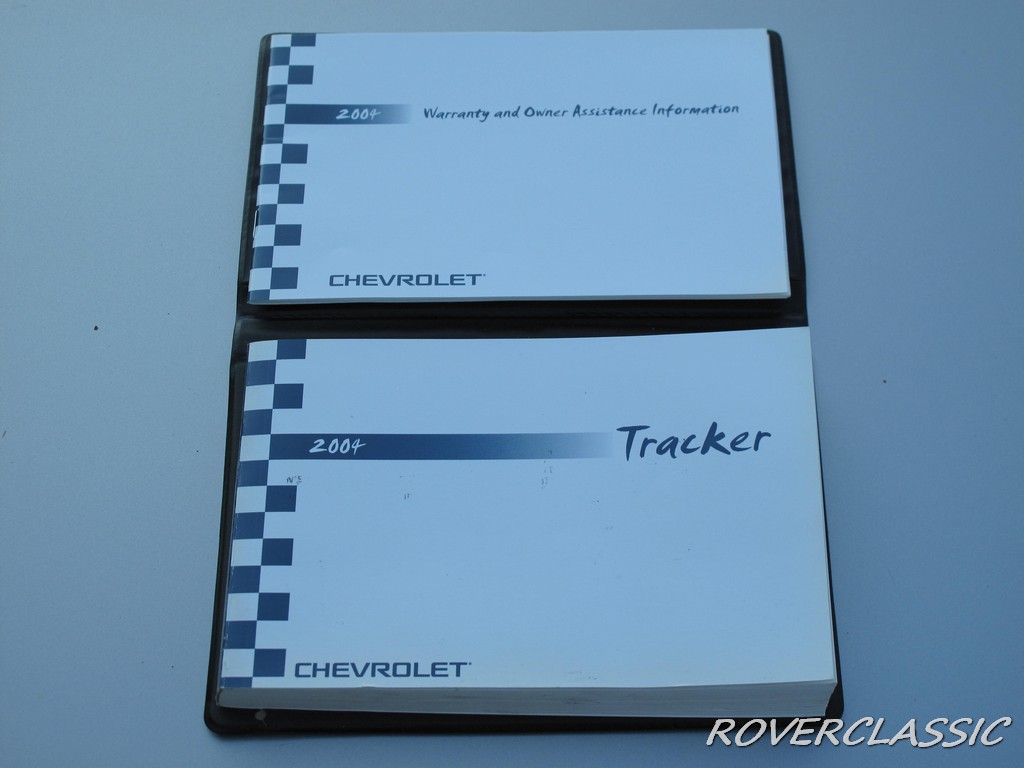 2004 Warranty and Owner Assistance Information
CHEVROLET
2004 Tracker
CHEVROLET
ROVERCLASSIC